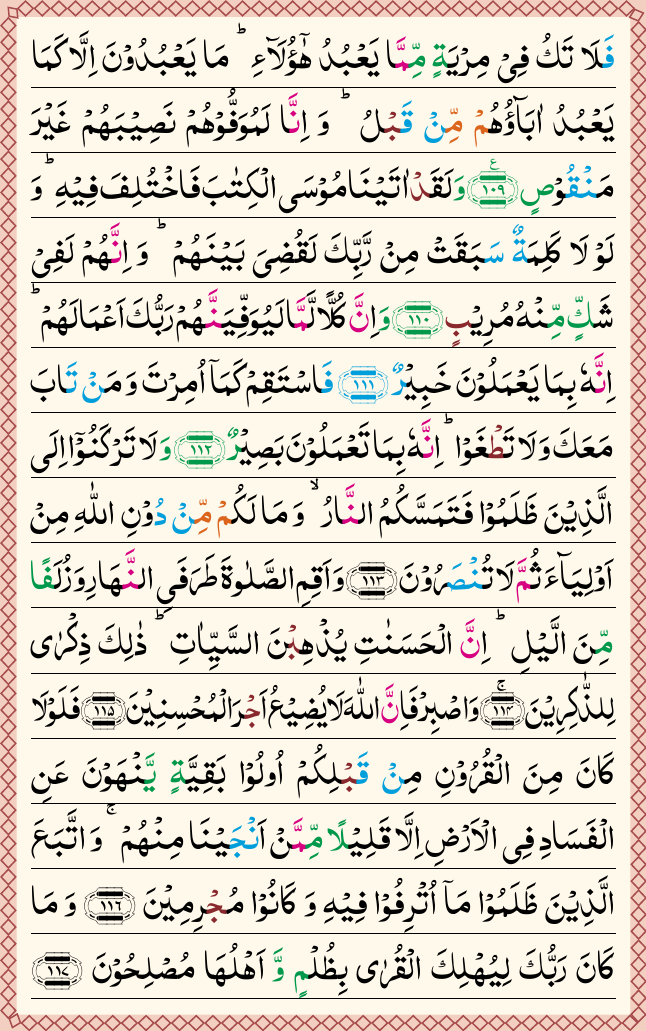 فَلَا تَكُ فِیْ مِرْیَةٍ مِّمَّا یَعْبُدُ هٰۤؤُلَآءِ ؕ مَا یَعْبُدُوْنَ اِلَّا كَمَا
یَعْبُدُ اٰبَآؤُهُمْ مِّنْ قَبْلُ ؕ وَ اِنَّا لَمُوَفُّوْهُمْ نَصِیْبَهُمْ غَیْرَ
مَنْقُوْصٍ ﴿۱۰۹﴾ ع وَ لَقَدْ اٰتَیْنَا مُوْسَی الْكِتٰبَ فَاخْتُلِفَ فِیْهِ ؕ وَ
لَوْ لَا كَلِمَةٌ سَبَقَتْ مِنْ رَّبِّكَ لَقُضِیَ بَیْنَهُمْ ؕ وَ اِنَّهُمْ لَفِیْ
شَكٍّ مِّنْهُ مُرِیْبٍ ﴿۱۱۰﴾ وَ اِنَّ كُلًّا لَّمَّا لَیُوَفِّیَنَّهُمْ رَبُّكَ اَعْمَالَهُمْ ؕ
اِنَّهٗ بِمَا یَعْمَلُوْنَ خَبِیْرٌ ﴿۱۱۱﴾ فَاسْتَقِمْ كَمَاۤ اُمِرْتَ وَ مَنْ تَابَ
مَعَكَ وَ لَا تَطْغَوْا ؕ اِنَّهٗ بِمَا تَعْمَلُوْنَ بَصِیْرٌ ﴿۱۱۲﴾ وَ لَا تَرْكَنُوْۤا اِلَی
الَّذِیْنَ ظَلَمُوْا فَتَمَسَّكُمُ النَّارُ ۙ وَ مَا لَكُمْ مِّنْ دُوْنِ اللّٰهِ مِنْ
اَوْلِیَآءَ ثُمَّ لَا تُنْصَرُوْنَ ﴿۱۱۳﴾ وَ اَقِمِ الصَّلٰوةَ طَرَفَیِ النَّهَارِ وَ زُلَفًا
مِّنَ الَّیْلِ ؕ اِنَّ الْحَسَنٰتِ یُذْهِبْنَ السَّیِّاٰتِ ؕ ذٰلِكَ ذِكْرٰی
لِلذّٰكِرِیْنَ ﴿۱۱۴﴾ۚ وَ اصْبِرْ فَاِنَّ اللّٰهَ لَا یُضِیْعُ اَجْرَ الْمُحْسِنِیْنَ ﴿۱۱۵﴾ فَلَوْ لَا
كَانَ مِنَ الْقُرُوْنِ مِنْ قَبْلِكُمْ اُولُوْا بَقِیَّةٍ یَّنْهَوْنَ عَنِ
الْفَسَادِ فِی الْاَرْضِ اِلَّا قَلِیْلًا مِّمَّنْ اَنْجَیْنَا مِنْهُمْ ۚ وَ اتَّبَعَ
الَّذِیْنَ ظَلَمُوْا مَاۤ اُتْرِفُوْا فِیْهِ وَ كَانُوْا مُجْرِمِیْنَ ﴿۱۱۶﴾ وَ مَا
كَانَ رَبُّكَ لِیُهْلِكَ الْقُرٰی بِظُلْمٍ وَّ اَهْلُهَا مُصْلِحُوْنَ ﴿۱۱۷﴾